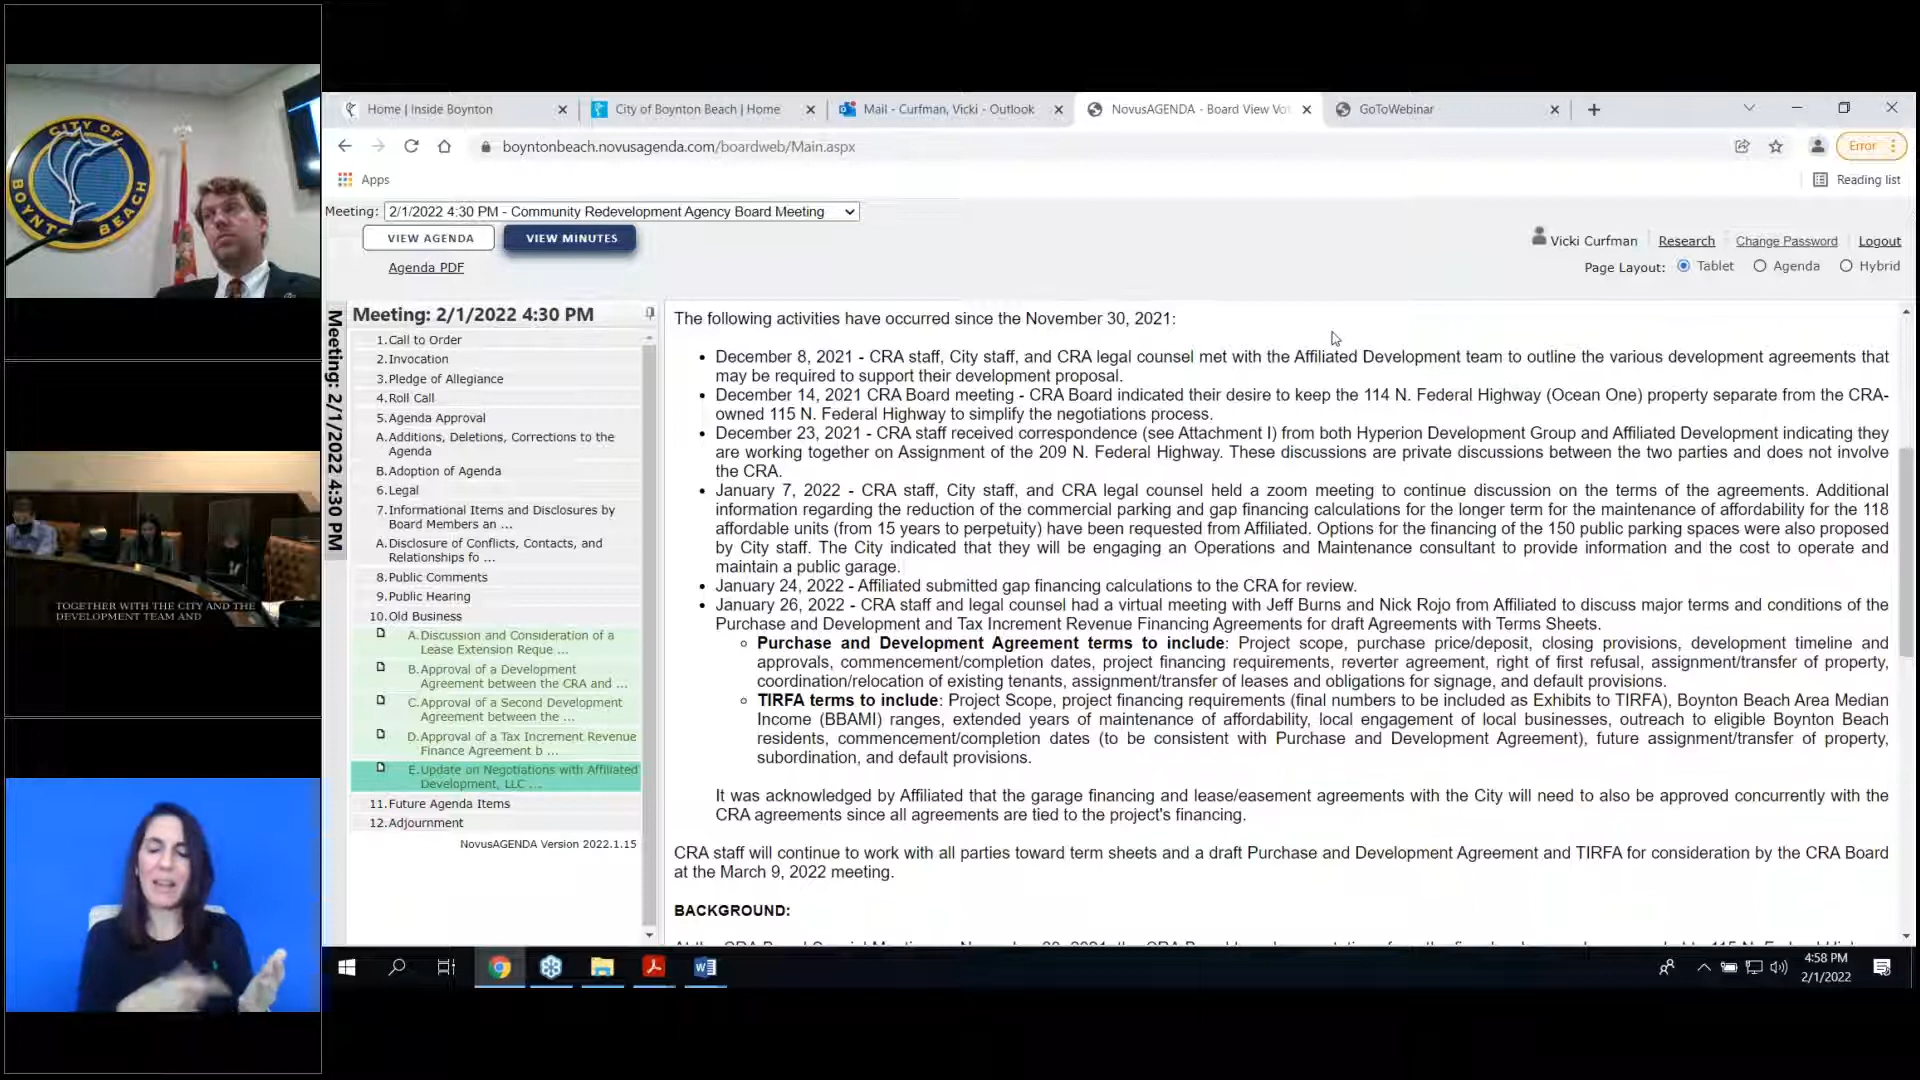 CITY OF
BOYNTON BEACH
TOGETHER WITH THE CITY AND THE
DEVELOPMENT TEAM AND
Home | Inside Boynton
City of Boynton Beach | Home
Mail - Curfman, Vicki - Outlook
NovusAGENDA - Board View Vot
GoToWebinar
boyntonbeach.novusagenda.com/boardweb/Main.aspx
Error
Apps
Reading list
Meeting: 2/1/2022 4:30 PM - Community Redevelopment Agency Board Meeting
VIEW AGENDA
VIEW MINUTES
Agenda PDF
Vicki Curfman
Research
Change Password
Logout
Page Layout: Tablet Agenda Hybrid
Meeting: 2/1/2022 4:30 PM
Meeting: 2/1/2022 4:30 PM
1.Call to Order
2.Invocation
3.Pledge of Allegiance
4.Roll Call
5.Agenda Approval
A.Additions, Deletions, Corrections to the
Agenda
B.Adoption of Agenda
6.Legal
7.Informational Items and Disclosures by
Board Members an ...
A.Disclosure of Conflicts, Contacts, and
Relationships fo ...
8.Public Comments
9.Public Hearing
10.Old Business
A.Discussion and Consideration of a
Lease Extension Reque ...
B.Approval of a Development
Agreement between the CRA and ...
C.Approval of a Second Development
Agreement between the ...
D.Approval of a Tax Increment Revenue
Finance Agreement b ...
E.Update on Negotiations with Affiliated
Development, LLC ...
11.Future Agenda Items
12.Adjournment
NovusAGENDA Version 2022.1.15
The following activities have occurred since the November 30, 2021:
• December 8, 2021 - CRA staff, City staff, and CRA legal counsel met with the Affiliated Development team to outline the various development agreements that
may be required to support their development proposal.
• December 14, 2021 CRA Board meeting - CRA Board indicated their desire to keep the 114 N. Federal Highway (Ocean One) property separate from the CRA-
owned 115 N. Federal Highway to simplify the negotiations process.
• December 23, 2021 - CRA staff received correspondence (see Attachment I) from both Hyperion Development Group and Affiliated Development indicating they
are working together on Assignment of the 209 N. Federal Highway. These discussions are private discussions between the two parties and does not involve
the CRA.
• January 7, 2022 - CRA staff, City staff, and CRA legal counsel held a zoom meeting to continue discussion on the terms of the agreements. Additional
information regarding the reduction of the commercial parking and gap financing calculations for the longer term for the maintenance of affordability for the 118
affordable units (from 15 years to perpetuity) have been requested from Affiliated. Options for the financing of the 150 public parking spaces were also proposed
by City staff. The City indicated that they will be engaging an Operations and Maintenance consultant to provide information and the cost to operate and
maintain a public garage.
• January 24, 2022 - Affiliated submitted gap financing calculations to the CRA for review.
• January 26, 2022 - CRA staff and legal counsel had a virtual meeting with Jeff Burns and Nick Rojo from Affiliated to discuss major terms and conditions of the
Purchase and Development and Tax Increment Revenue Financing Agreements for draft Agreements with Terms Sheets.
◦ Purchase and Development Agreement terms to include: Project scope, purchase price/deposit, closing provisions, development timeline and
approvals, commencement/completion dates, project financing requirements, reverter agreement, right of first refusal, assignment/transfer of property,
coordination/relocation of existing tenants, assignment/transfer of leases and obligations for signage, and default provisions.
◦ TIRFA terms to include: Project Scope, project financing requirements (final numbers to be included as Exhibits to TIRFA), Boynton Beach Area Median
Income (BBAMI) ranges, extended years of maintenance of affordability, local engagement of local businesses, outreach to eligible Boynton Beach
residents, commencement/completion dates (to be consistent with Purchase and Development Agreement), future assignment/transfer of property,
subordination, and default provisions.
It was acknowledged by Affiliated that the garage financing and lease/easement agreements with the City will need to also be approved concurrently with the
CRA agreements since all agreements are tied to the project's financing.
CRA staff will continue to work with all parties toward term sheets and a draft Purchase and Development Agreement and TIRFA for consideration by the CRA Board
at the March 9, 2022 meeting.
BACKGROUND:
4:58 PM
2/1/2022